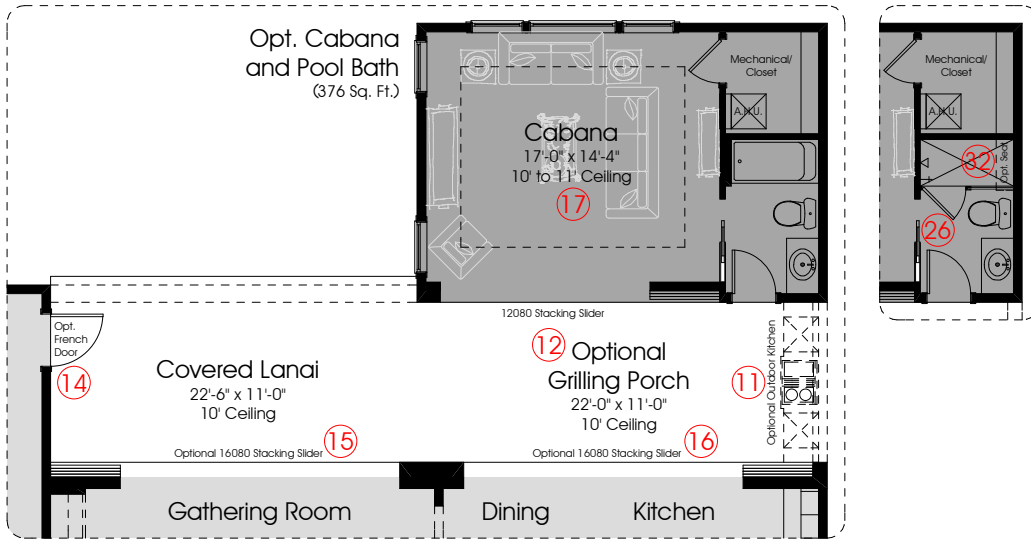 Opt. Cabana
and Pool Bath
(376 Sq. Ft.)
Mechanical/
Closet
A.H.U.
Cabana
17'-0" x 14'-4"
10' to 11' Ceiling
17
Mechanical/
Closet
A.H.U.
32
Opt. Seat
26
12080 Stacking Slider
Opt.
French
Door
14
Covered Lanai
22'-6" x 11'-0"
10' Ceiling
15
Optional 16080 Stacking Slider
12
Optional
Grilling Porch
22'-0" x 11'-0"
10' Ceiling
11
Optional Outdoor Kitchen
16
Optional 16080 Stacking Slider
Gathering Room
Dining
Kitchen